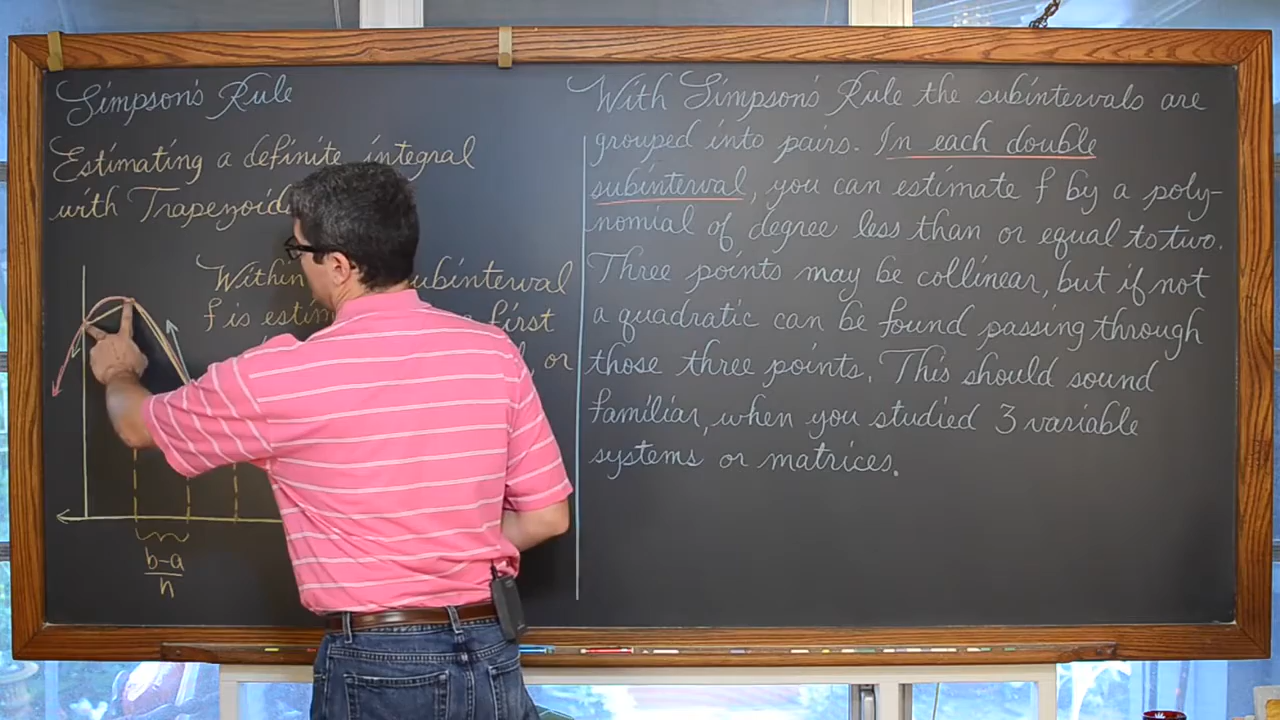 Simpson's Rule
Estimating a definite integral
with Trapezoid
Within subinterval
f is first
or
b-a
n
With Simpson's Rule the subintervals are
grouped into pairs. In each double
subinterval, you can estimate f by a poly-
nomial of degree less than or equal to two.
Three points may be collinear, but if not
a quadratic can be found passing through
those three points. This should sound
familiar, when you studied 3 variable
systems or matrices.